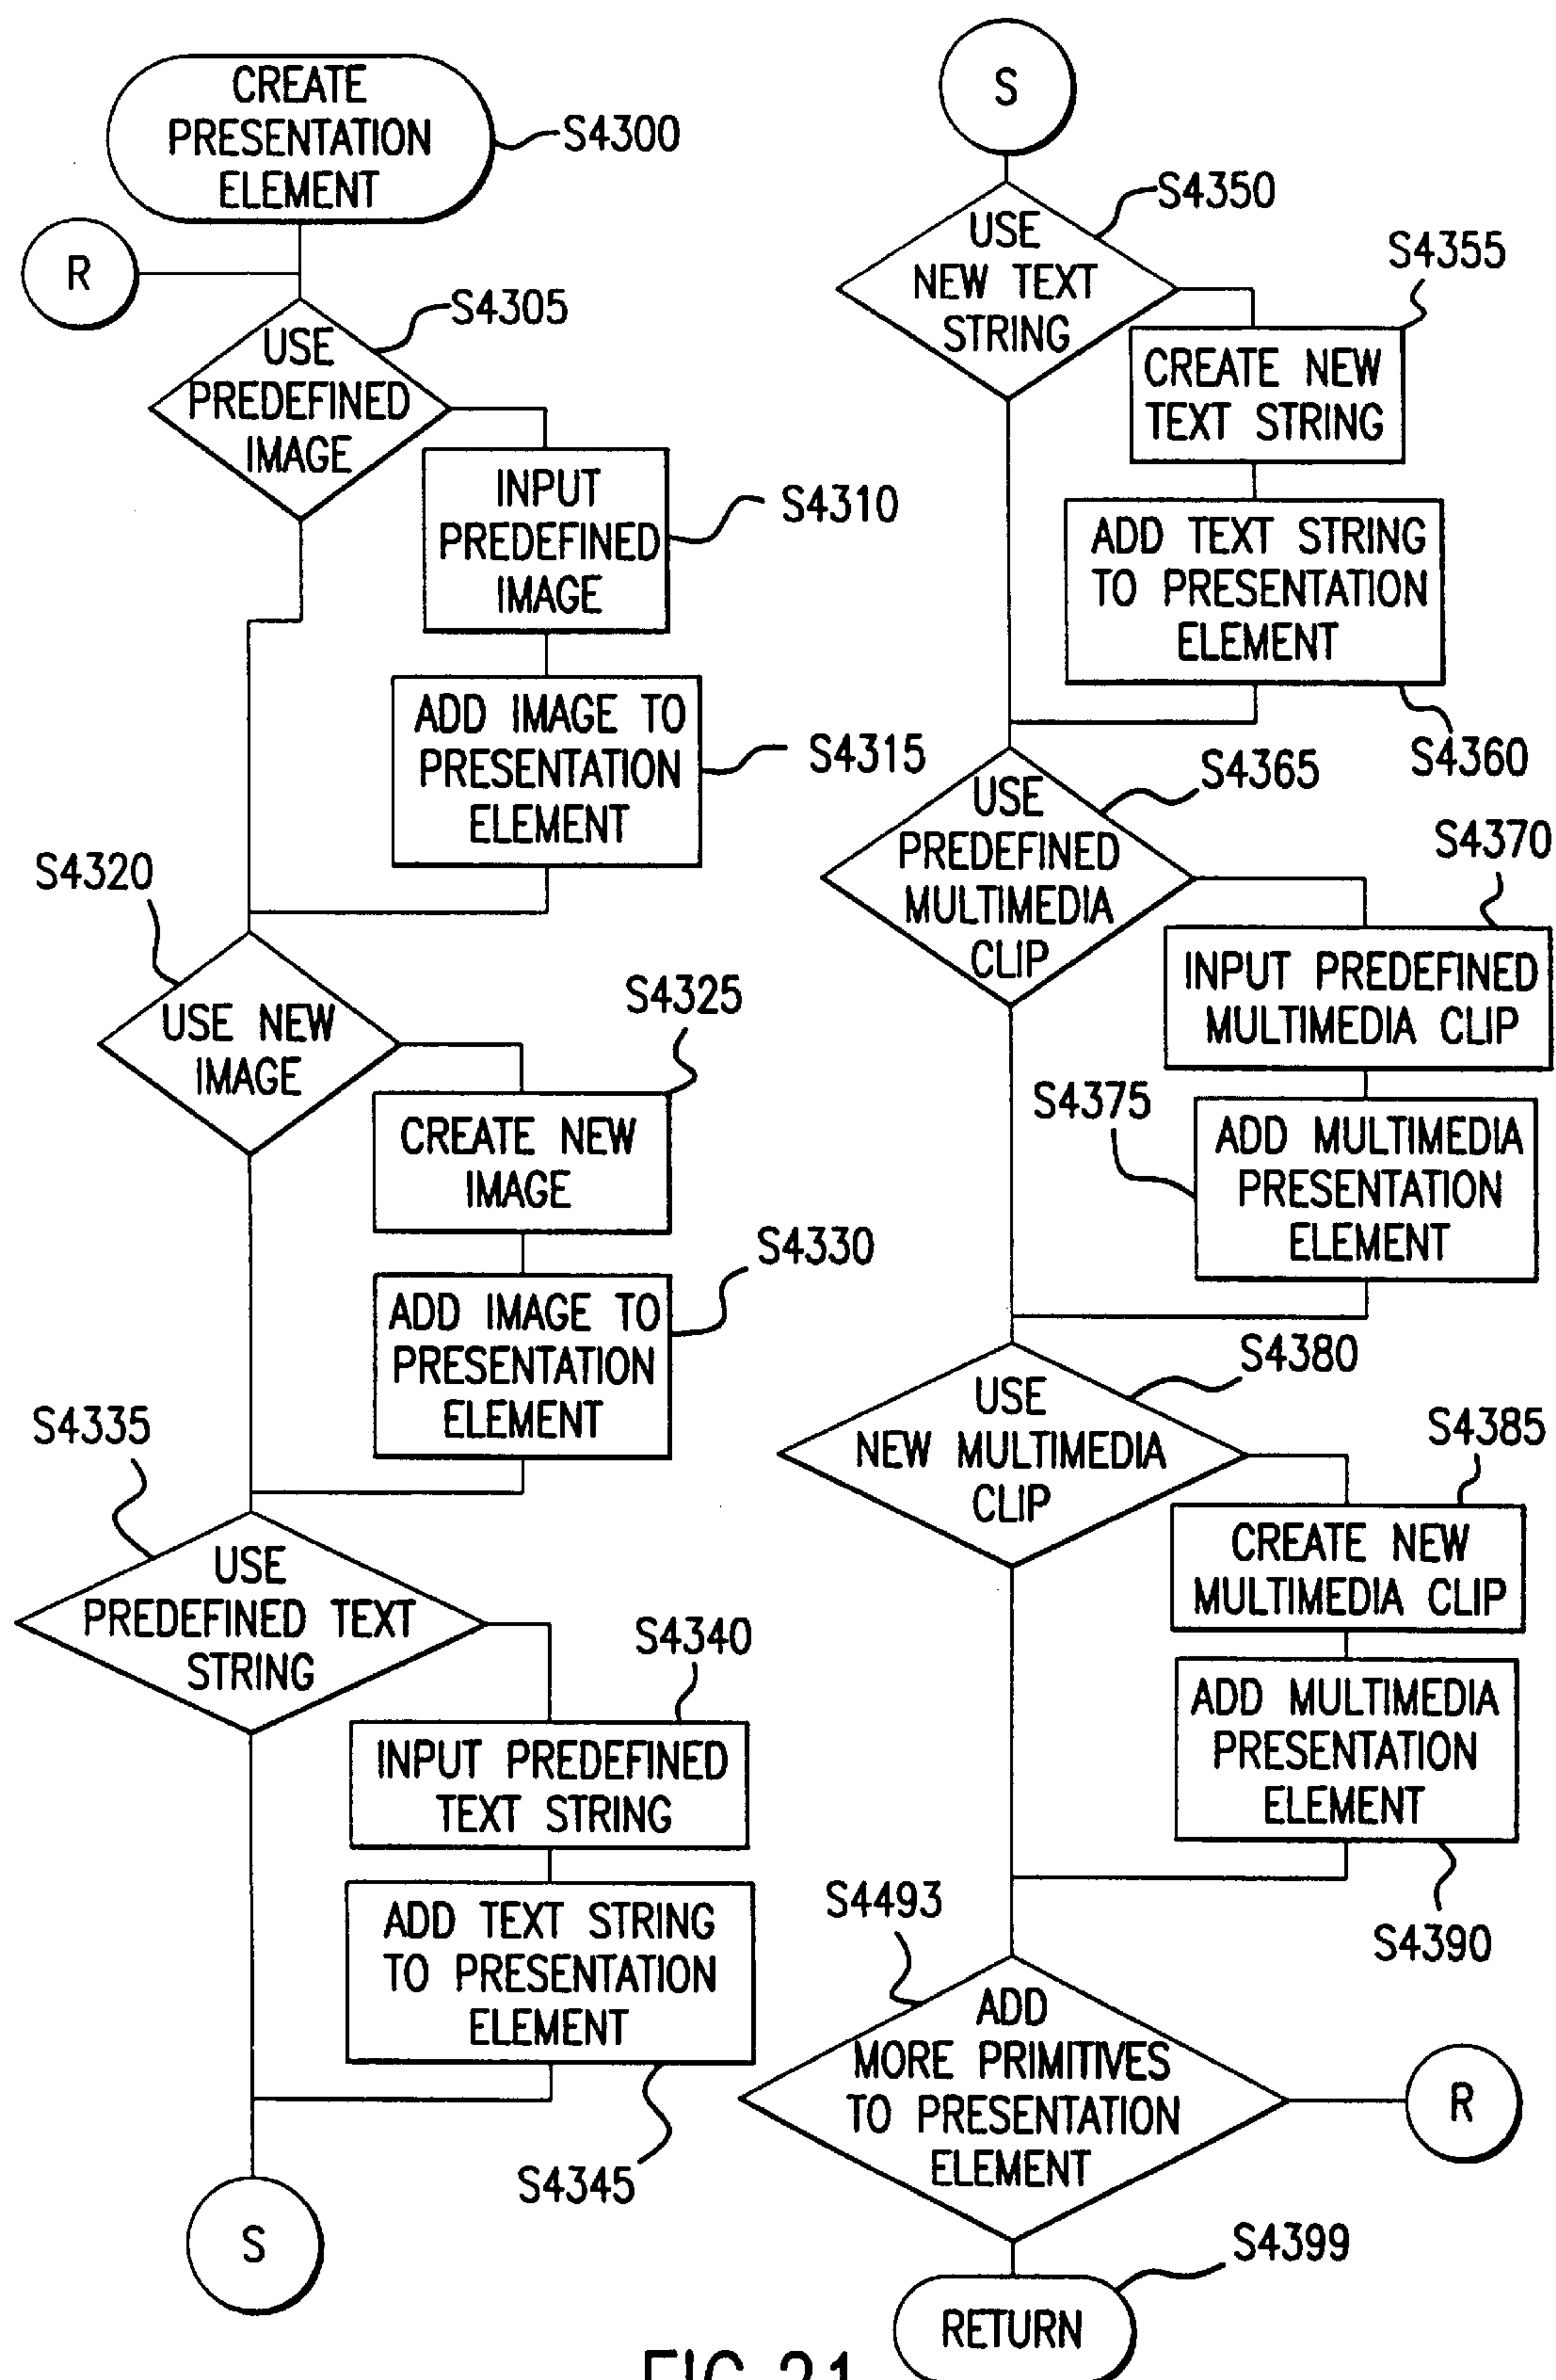 CREATE
PRESENTATION
ELEMENT
S4300
R
S4305
USE
PREDEFINED
IMAGE
INPUT
PREDEFINED
IMAGE
S4310
ADD IMAGE TO
PRESENTATION
ELEMENT
S4315
S4320
USE NEW
IMAGE
S4325
CREATE NEW
IMAGE
S4330
ADD IMAGE TO
PRESENTATION
ELEMENT
S4335
USE
PREDEFINED TEXT
STRING
S4340
INPUT PREDEFINED
TEXT STRING
ADD TEXT STRING
TO PRESENTATION
ELEMENT
S4345
S
S
S4350
USE
NEW TEXT
STRING
S4355
CREATE NEW
TEXT STRING
ADD TEXT STRING
TO PRESENTATION
ELEMENT
S4360
S4365
USE
PREDEFINED
MULTIMEDIA
CLIP
S4370
INPUT PREDEFINED
MULTIMEDIA CLIP
S4375
ADD MULTIMEDIA
PRESENTATION
ELEMENT
S4380
USE
NEW MULTIMEDIA
CLIP
S4385
CREATE NEW
MULTIMEDIA CLIP
ADD MULTIMEDIA
PRESENTATION
ELEMENT
S4390
S4493
ADD
MORE PRIMITIVES
TO PRESENTATION
ELEMENT
R
S4399
RETURN
FIG.21